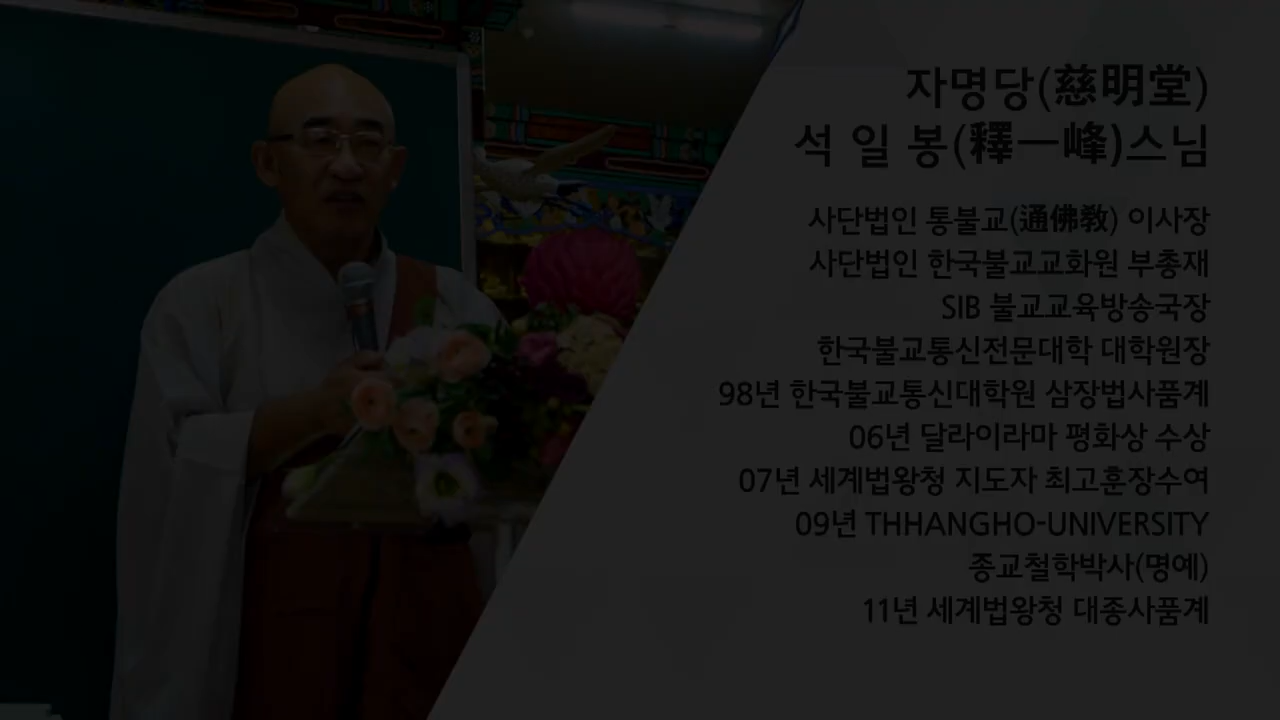 자명당(慈明堂)
석 일 봉(釋一峰)스님
사단법인 통불교(通佛敎) 이사장
사단법인 한국불교교화원 부총재
SIB 불교교육방송국장
한국불교통신전문대학 대학원장
98년 한국불교통신대학원 삼장법사품계
06년 달라이라마 평화상 수상
07년 세계법왕청 지도자 최고훈장수여
09년 THHANGHO-UNIVERSITY
종교철학박사(명예)
11년 세계법왕청 대종사품계